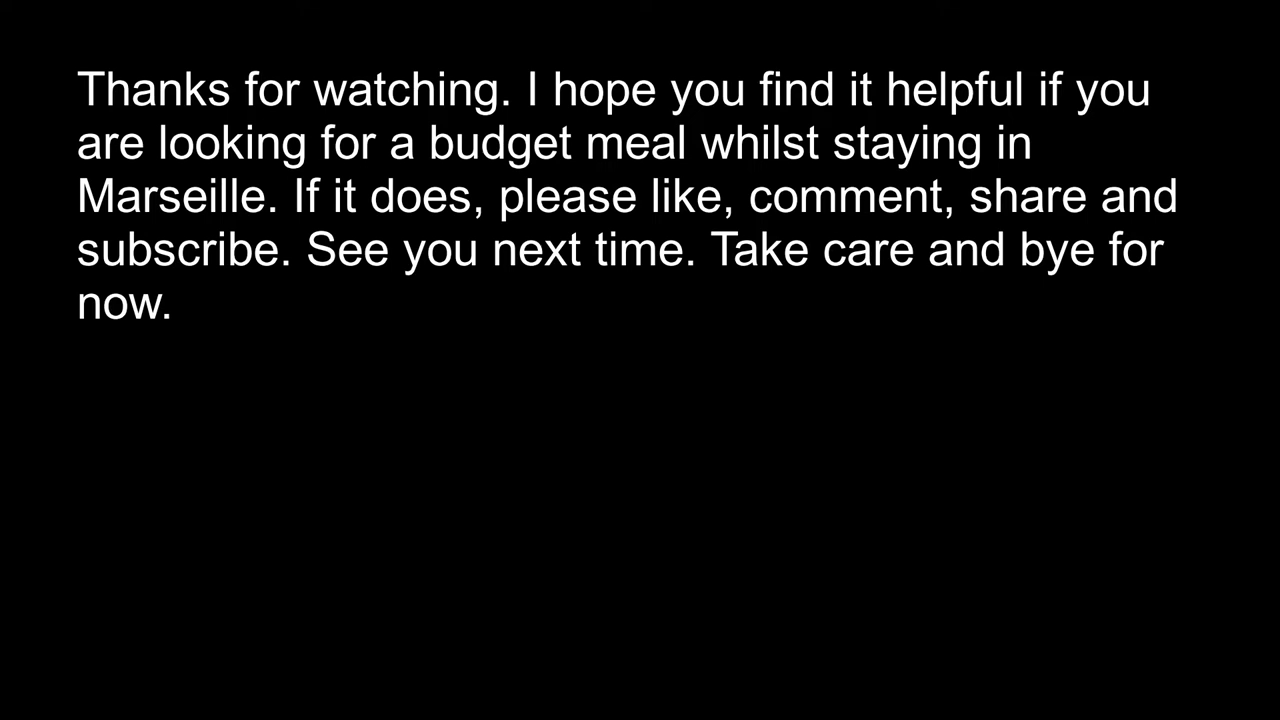 Thanks for watching. I hope you find it helpful if you
are looking for a budget meal whilst staying in
Marseille. If it does, please like, comment, share and
subscribe. See you next time. Take care and bye for
now.